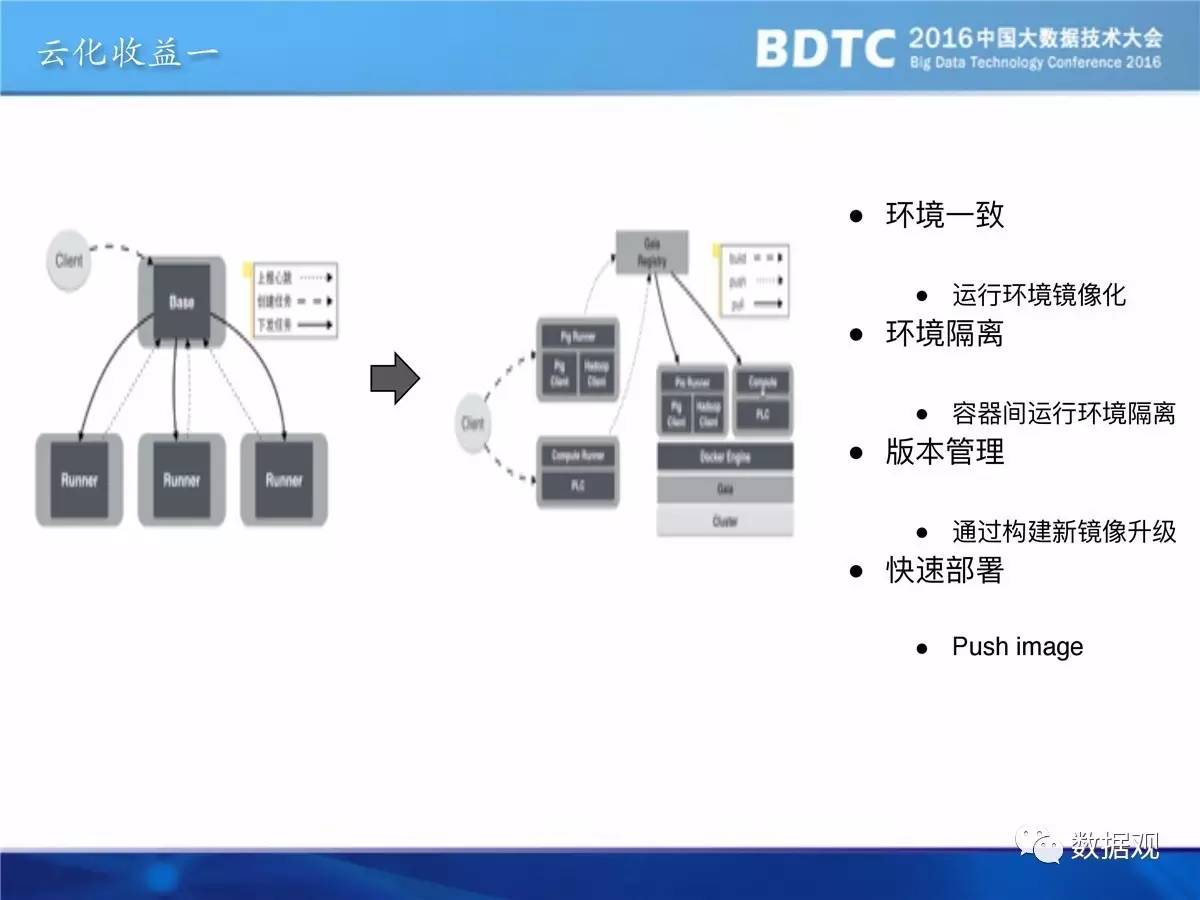 云化收益一
BDTC
2016中国大数据技术大会
Big Data Technology Conference 2016
Client
Base
上报心跳
创建任务
下发任务
Runner
Runner
Runner
Gaia
Registry
build
push
pull
Client
Pig Runner
Pig
Client
Hadoop
Client
Compute Runner
PLC
Pig Runner
Pig
Client
Hadoop
Client
Compute
PLC
Docker Engine
Gaia
Cluster
● 环境一致
● 运行环境镜像化
● 环境隔离
● 容器间运行环境隔离
● 版本管理
● 通过构建新镜像升级
● 快速部署
● Push image
数据观